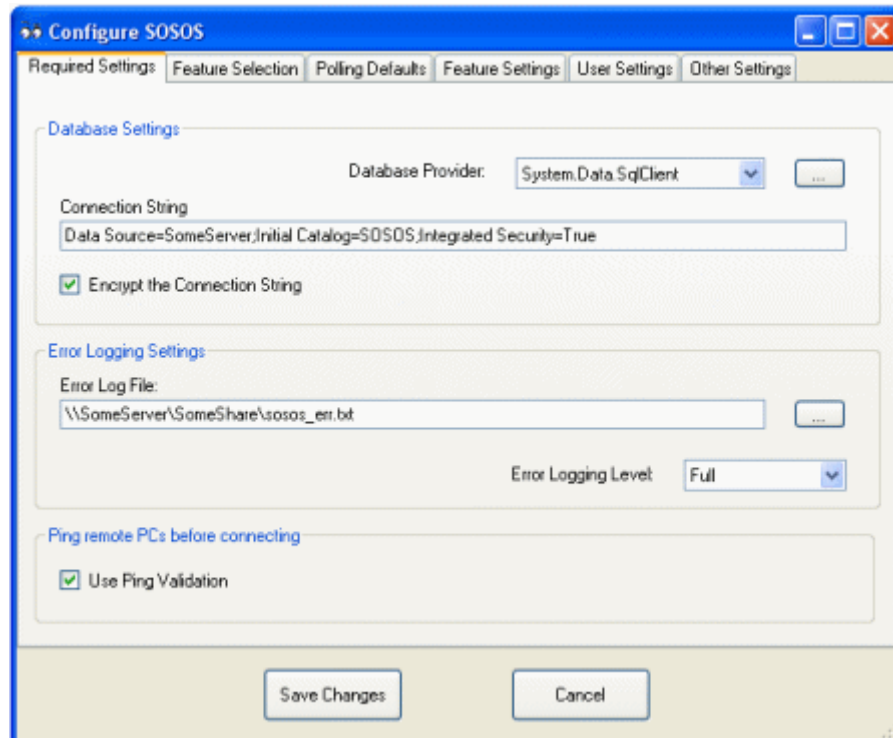 Configure SOSOS
Required Settings Feature Selection Polling Defaults Feature Settings User Settings Other Settings
Database Settings
Database Provider: System.Data.SqlClient ...
Connection String
Data Source=SomeServer;Initial Catalog=SOSOS;Integrated Security=True
Encrypt the Connection String
Error Logging Settings
Error Log File:
\\SomeServer\SomeShare\sosos_err.txt ...
Error Logging Level: Full
Ping remote PCs before connecting
Use Ping Validation
Save Changes Cancel